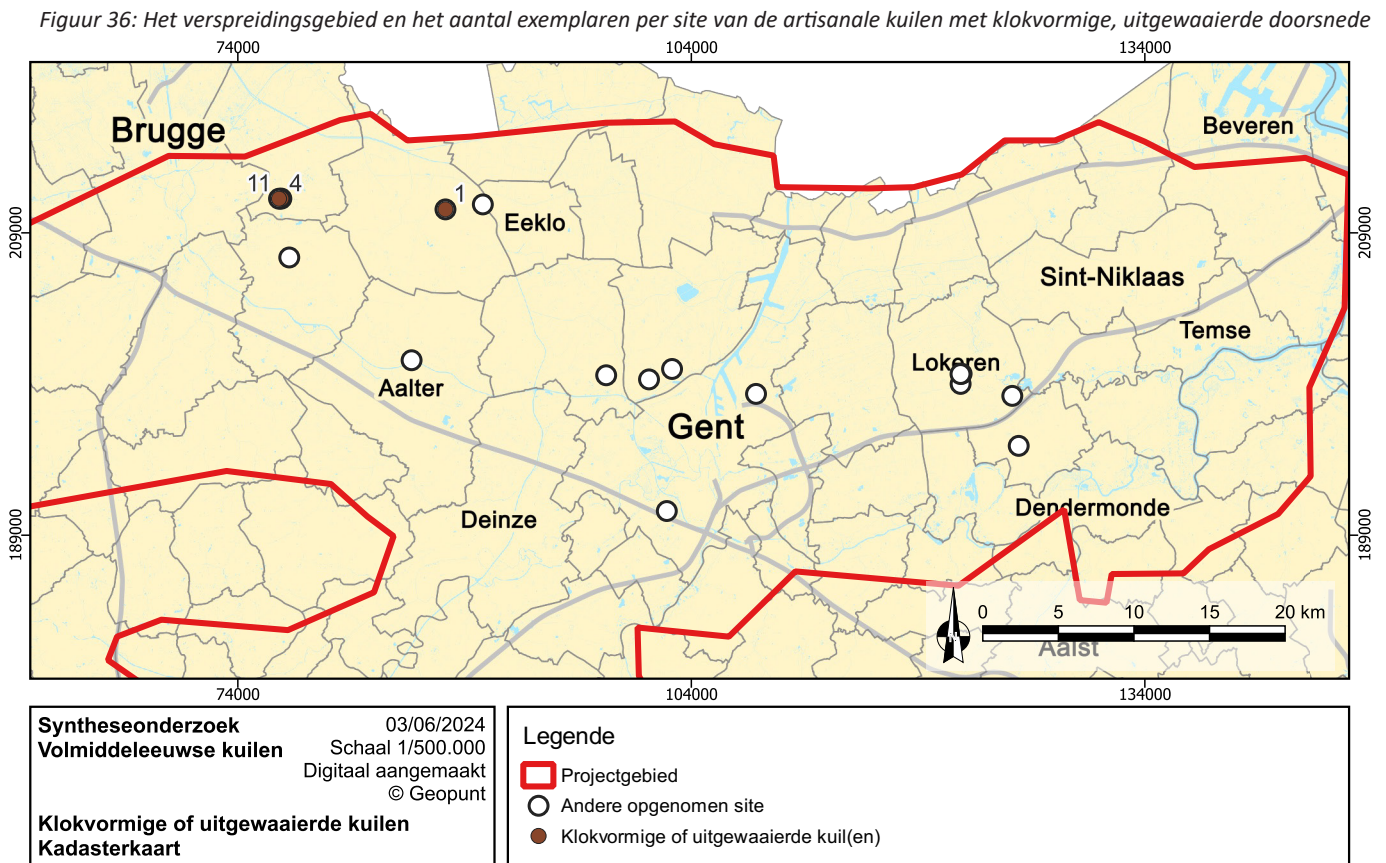 Figuur 36: Het verspreidingsgebied en het aantal exemplaren per site van de artisanale kuilen met klokvormige, uitgewaaierde doorsnede
74000 104000 134000
Brugge
Beveren
11 4
1
Eeklo
209000
209000
Sint-Niklaas
Temse
Lokeren
Aalter
Gent
Dendermonde
Deinze
189000
189000
0 5 10 15 20 km
N
Aalst
74000 104000 134000
Syntheseonderzoek
Volmiddeleeuwse kuilen
03/06/2024
Schaal 1/500.000
Digitaal aangemaakt
© Geopunt
Klokvormige of uitgewaaierde kuilen
Kadasterkaart
Legende
Projectgebied
Andere opgenomen site
Klokvormige of uitgewaaierde kuil(en)